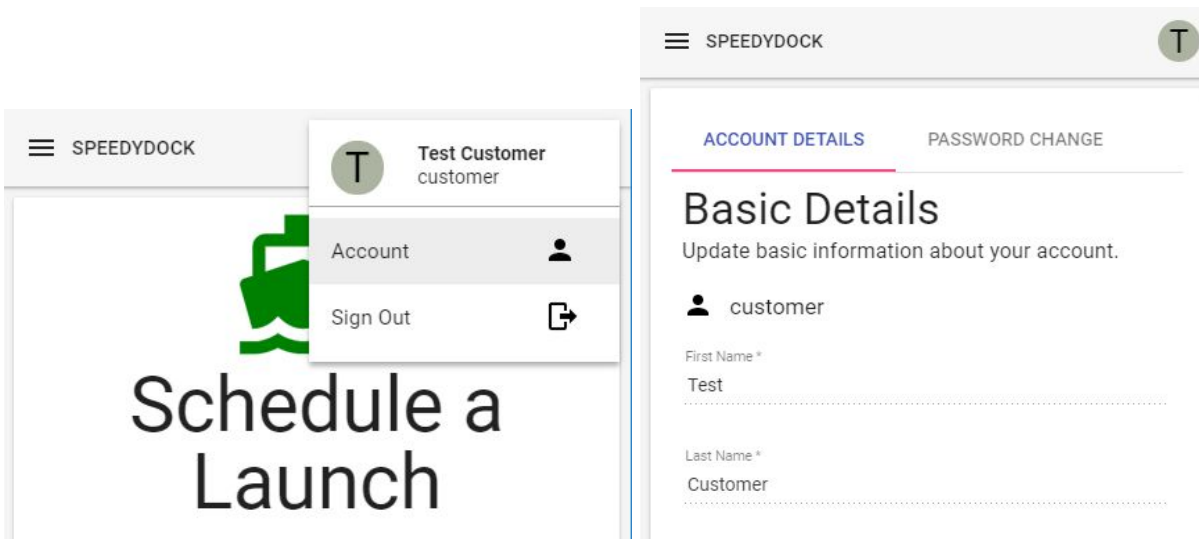 SPEEDYDOCK
T
Test Customer
customer
Account
Sign Out
Schedule a
Launch
SPEEDYDOCK
T
ACCOUNT DETAILS PASSWORD CHANGE
Basic Details
Update basic information about your account.
customer
First Name *
Test
Last Name *
Customer